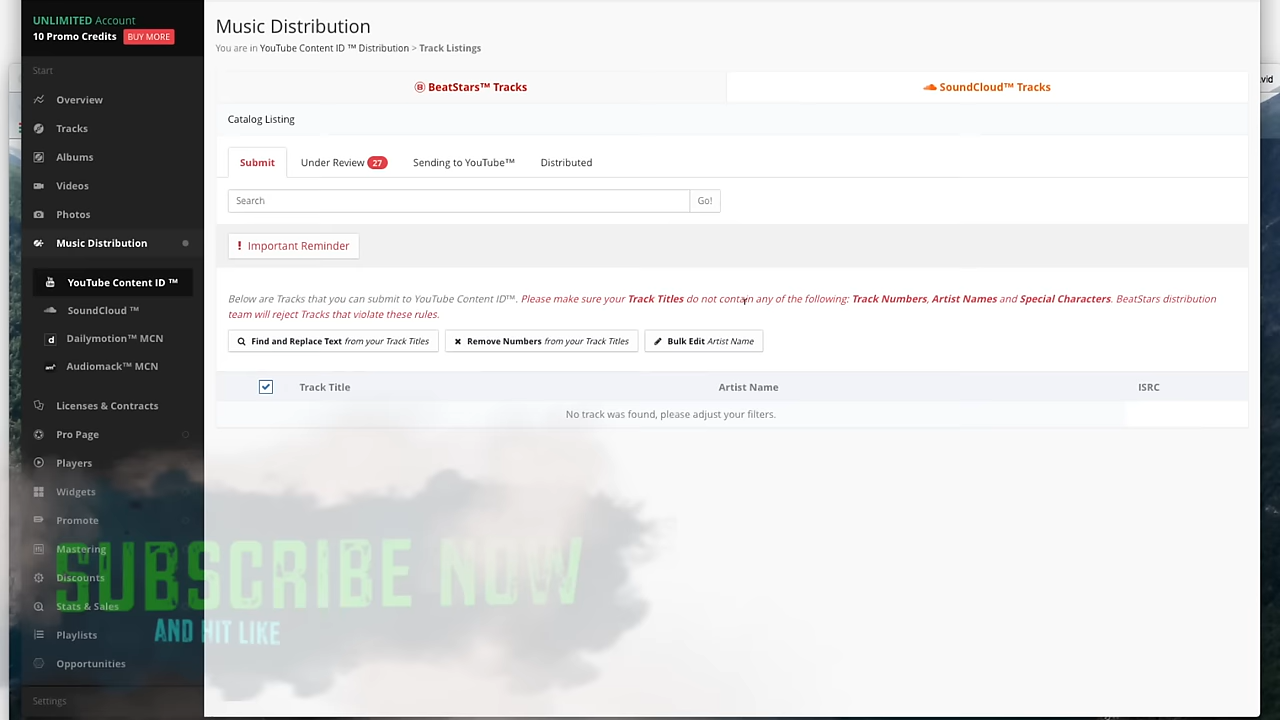 UNLIMITED Account
10 Promo Credits BUY MORE
Start
Overview
Tracks
Albums
Videos
Photos
Music Distribution
YouTube Content ID ™
SoundCloud ™
Dailymotion™ MCN
Audiomack™ MCN
Licenses & Contracts
Pro Page
Players
Widgets
Promote
Mastering
Discounts
Stats & Sales
Playlists
Opportunities
Settings
Music Distribution
You are in YouTube Content ID ™ Distribution > Track Listings
BeatStars™ Tracks
SoundCloud™ Tracks
Catalog Listing
Submit Under Review 27 Sending to YouTube™ Distributed
Search Go!
! Important Reminder
Below are Tracks that you can submit to YouTube Content ID™. Please make sure your Track Titles do not contain any of the following: Track Numbers, Artist Names and Special Characters. BeatStars distribution
team will reject Tracks that violate these rules.
Find and Replace Text from your Track Titles Remove Numbers from your Track Titles Bulk Edit Artist Name
Track Title Artist Name ISRC
No track was found, please adjust your filters.
SUBSCRIBE NOW
AND HIT LIKE